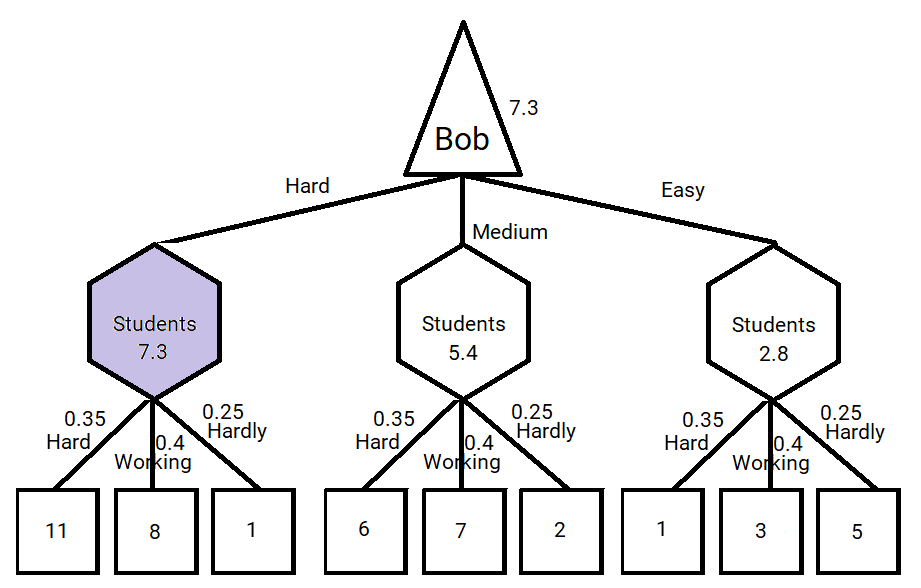 7.3
Bob
Hard
Medium
Easy
Students
7.3
Students
5.4
Students
2.8
0.35
Hard
0.4
Working
0.25
Hardly
0.35
Hard
0.4
Working
0.25
Hardly
0.35
Hard
0.4
Working
0.25
Hardly
11
8
1
6
7
2
1
3
5